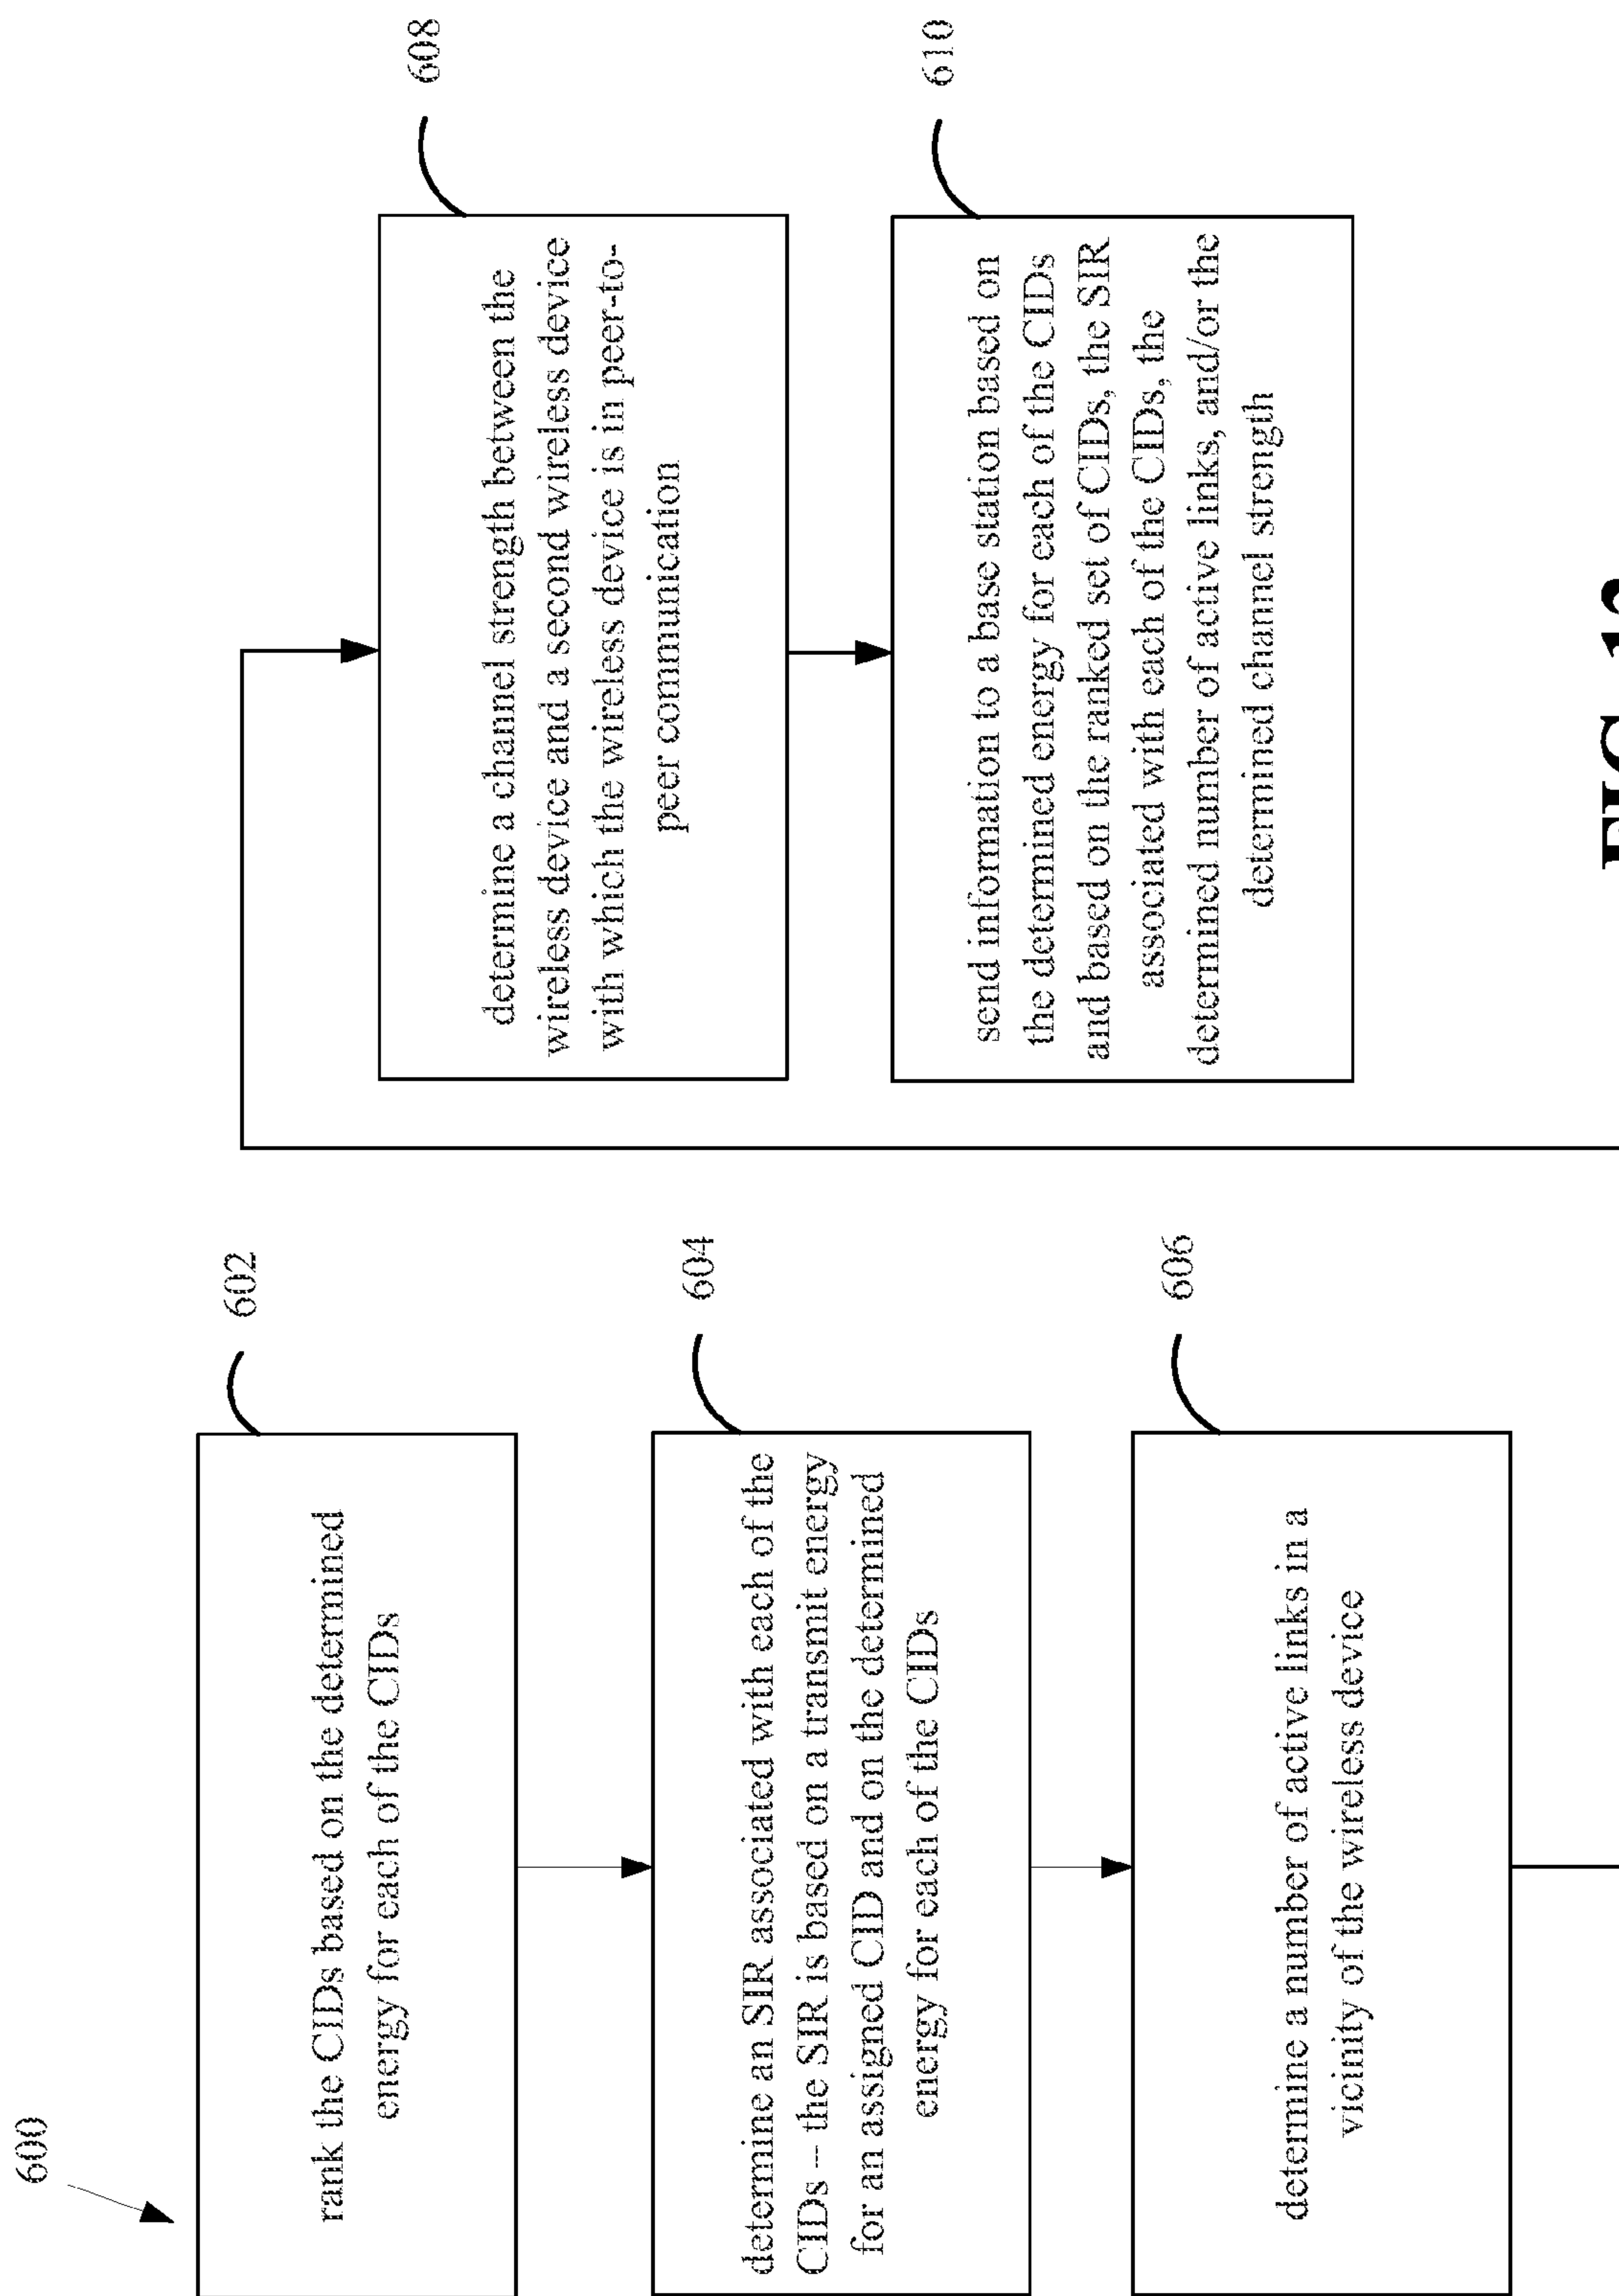 600
602
rank the CIDs based on the determined
energy for each of the CIDs
604
determine an SIR associated with each of the
CIDs – the SIR is based on a transmit energy
for an assigned CID and on the determined
energy for each of the CIDs
606
determine a number of active links in a
vicinity of the wireless device
608
determine a channel strength between the
wireless device and a second wireless device
with which the wireless device is in peer-to-
peer communication
610
send information to a base station based on
the determined energy for each of the CIDs
and based on the ranked set of CIDs, the SIR
associated with each of the CIDs, the
determined number of active links, and/or the
determined channel strength